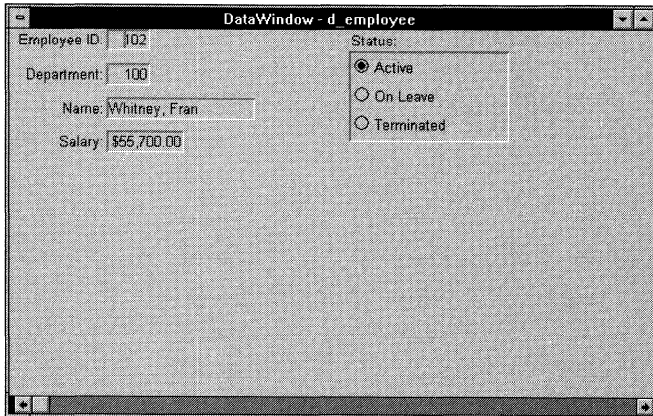 DataWindow - d_employee
Employee ID: 102
Department: 100
Name: Whitney, Fran
Salary: $55,700.00
Status:
Active
On Leave
Terminated